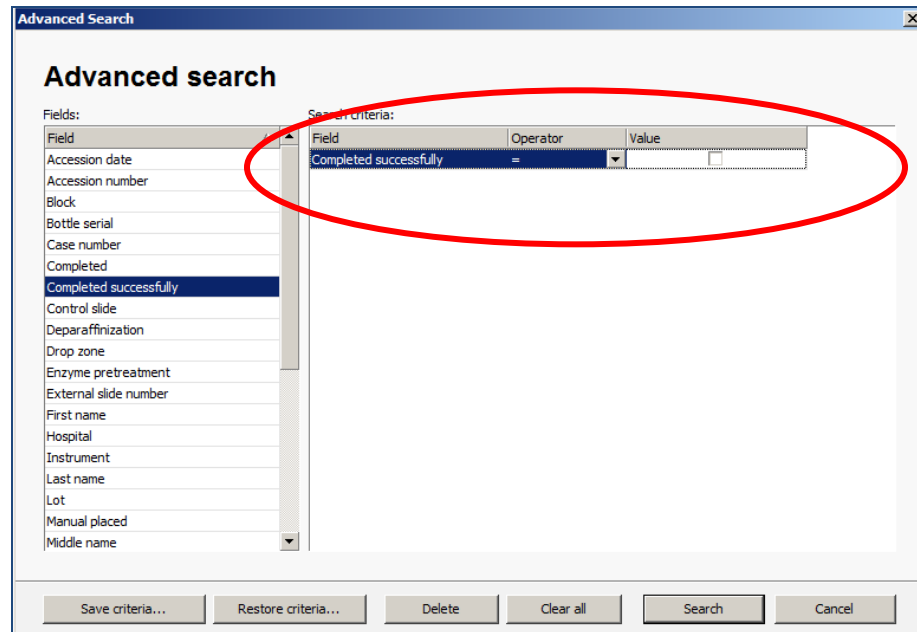 Advanced Search
Advanced search
Fields:
Search criteria:
Field
Accession date
Accession number
Block
Bottle serial
Case number
Completed
Completed successfully
Control slide
Deparaffinization
Drop zone
Enzyme pretreatment
External slide number
First name
Hospital
Instrument
Last name
Lot
Manual placed
Middle name
Field Operator Value
Completed successfully =
Save criteria... Restore criteria... Delete Clear all Search Cancel